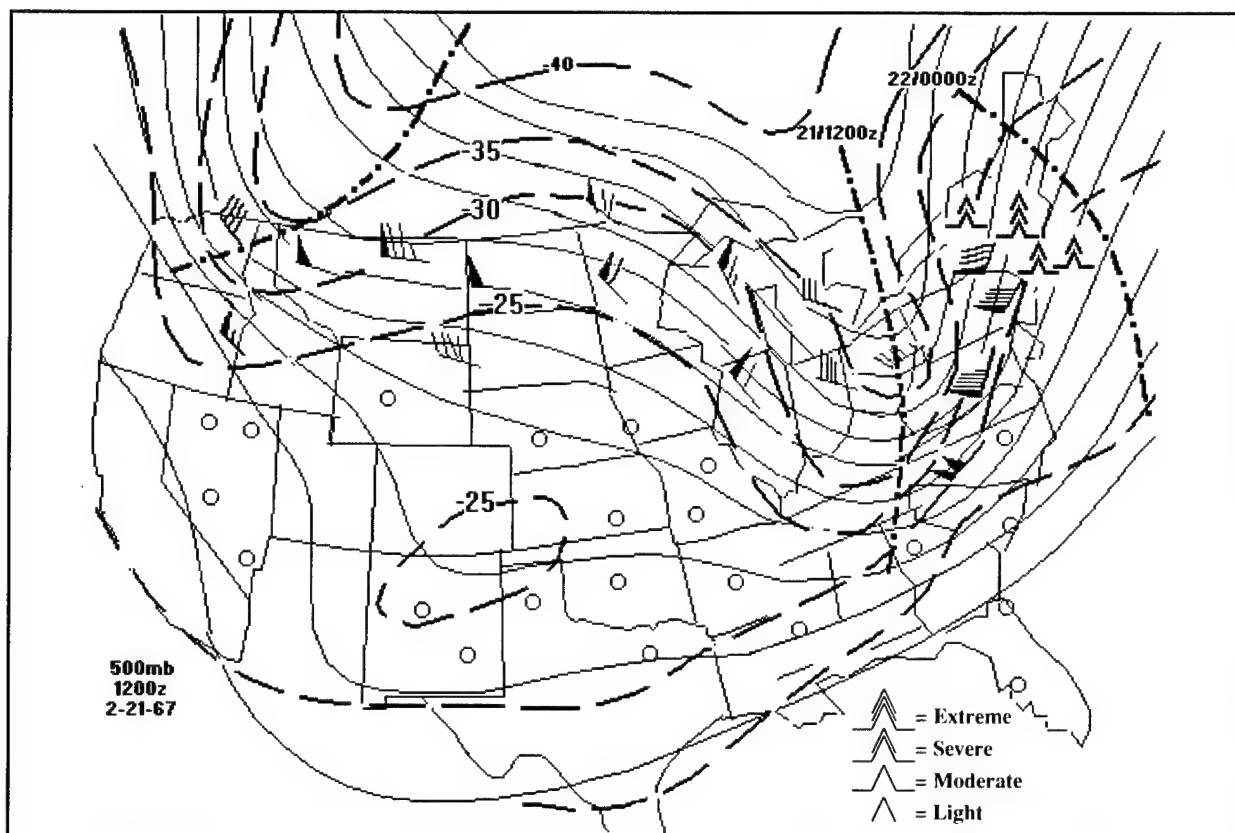 -40
22/0000z
21/1200z
-35
-30
-25
-25
500mb
1200z
2-21-67
= Extreme
= Severe
= Moderate
= Light